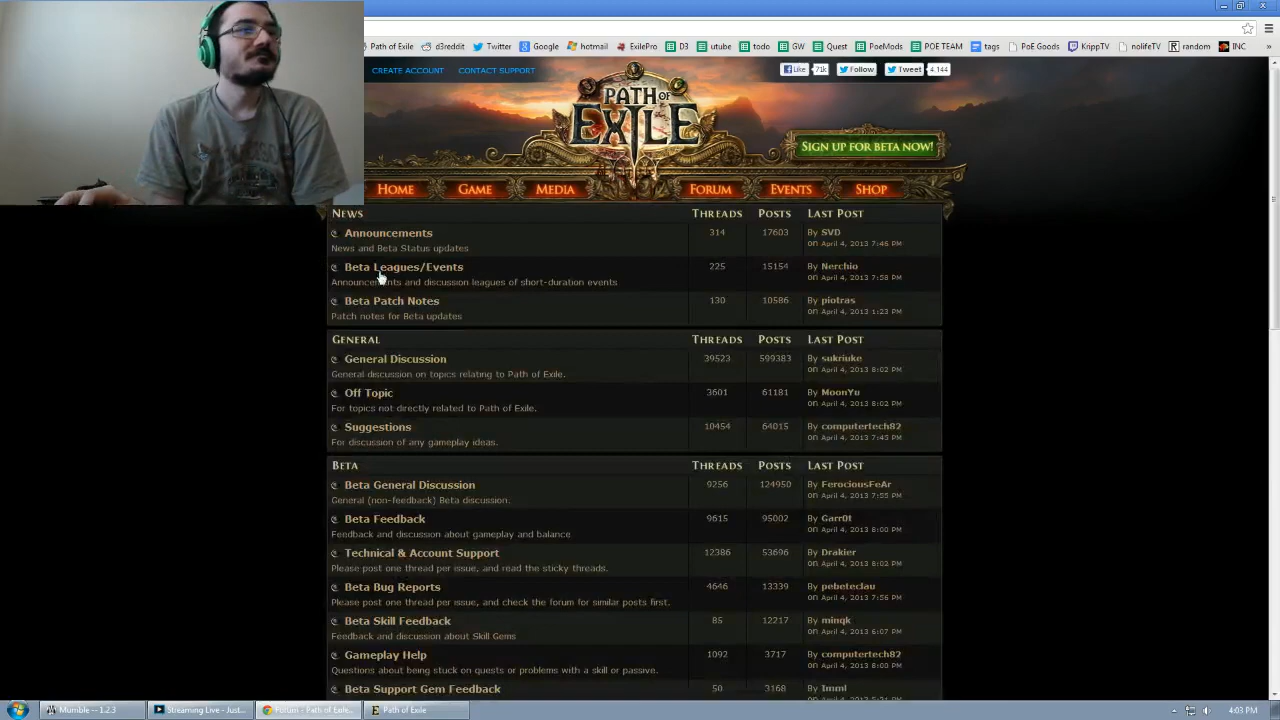 Path of Exile d3reddit Twitter Google hotmail ExilePro D3 utube todo GW Quest PoeMods POE TEAM tags PoE Goods KrippTV nolifeTV random INC »
CREATE ACCOUNT CONTACT SUPPORT
Like 71k Follow Tweet 4,144
PATH OF
EXILE
SIGN UP FOR BETA NOW!
HOME GAME MEDIA FORUM EVENTS SHOP
NEWS THREADS POSTS LAST POST
Announcements 314 17603 By SVD
News and Beta Status updates on April 4, 2013 7:46 PM
Beta Leagues/Events 225 15154 By Nerchio
Announcements and discussion leagues of short-duration events on April 4, 2013 7:58 PM
Beta Patch Notes 130 10586 By piotras
Patch notes for Beta updates on April 4, 2013 1:23 PM
GENERAL THREADS POSTS LAST POST
General Discussion 39523 599383 By sukriuke
General discussion on topics relating to Path of Exile. on April 4, 2013 8:02 PM
Off Topic 3601 61181 By MoonYu
For topics not directly related to Path of Exile. on April 4, 2013 8:02 PM
Suggestions 10454 64015 By computertech82
For discussion of any gameplay ideas. on April 4, 2013 7:45 PM
BETA THREADS POSTS LAST POST
Beta General Discussion 9256 124950 By FerociousFeAr
General (non-feedback) Beta discussion. on April 4, 2013 7:55 PM
Beta Feedback 9615 95002 By Garr0t
Feedback and discussion about gameplay and balance on April 4, 2013 8:00 PM
Technical & Account Support 12386 53696 By Drakier
Please post one thread per issue, and read the sticky threads. on April 4, 2013 8:02 PM
Beta Bug Reports 4646 13339 By pebeteclau
Please post one thread per issue, and check the forum for similar posts first. on April 4, 2013 7:56 PM
Beta Skill Feedback 85 12217 By minqk
Feedback and discussion about Skill Gems on April 4, 2013 6:07 PM
Gameplay Help 1092 3717 By computertech82
Questions about being stuck on quests or problems with a skill or passive. on April 4, 2013 8:00 PM
Beta Support Gem Feedback 50 3168 By Imml
Mumble -- 1.2.3 Streaming Live - Just... Forum - Path of Exile... Path of Exile 4:03 PM